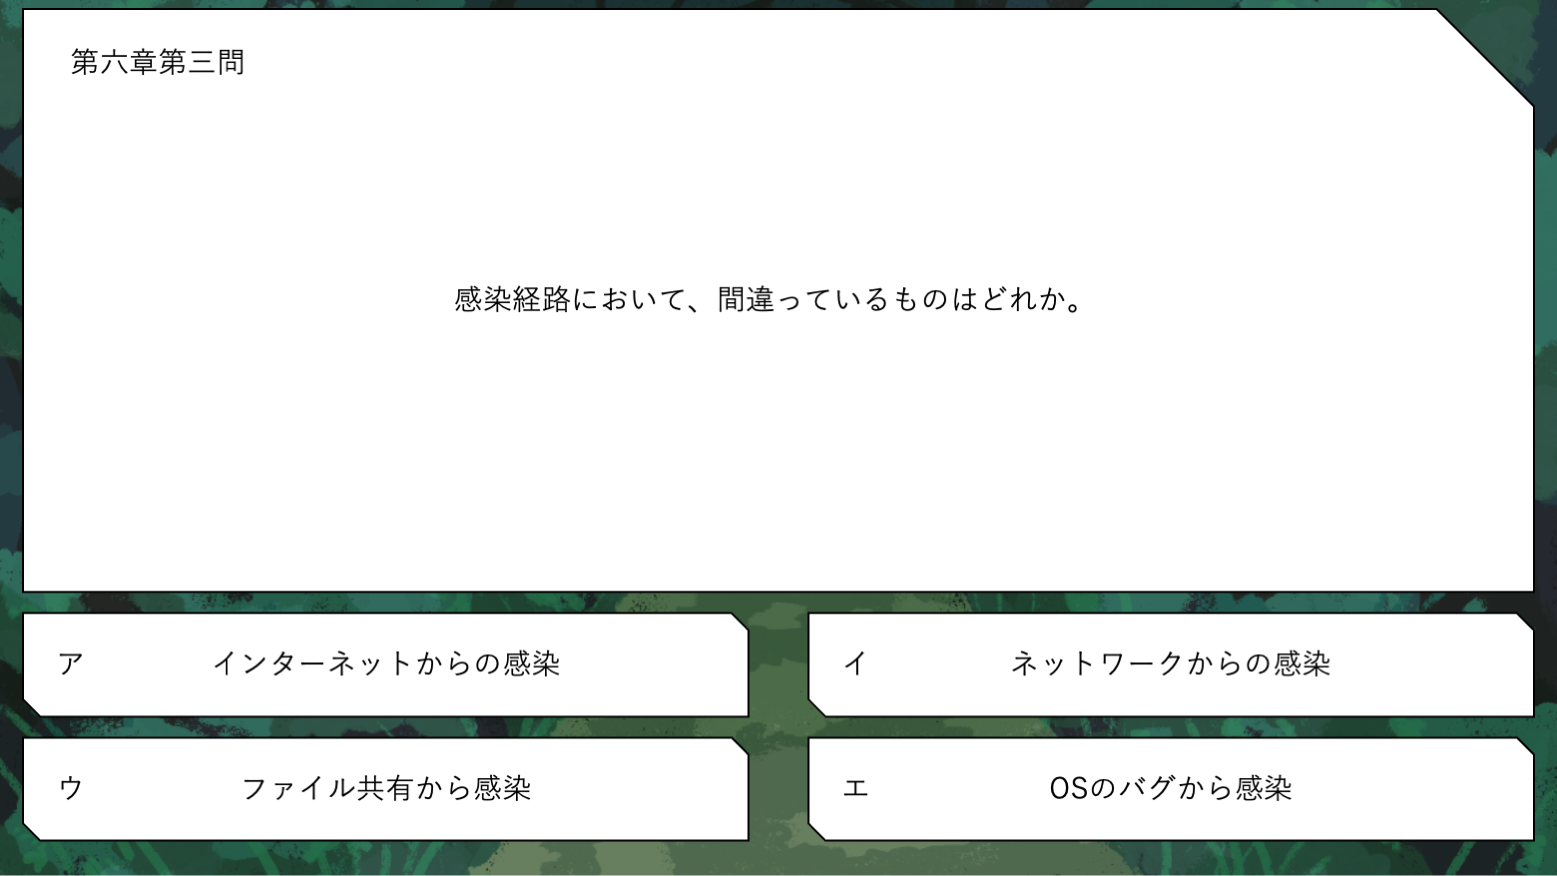 第六章第三問
感染経路において、間違っているものはどれか。
ア インターネットからの感染
イ ネットワークからの感染
ウ ファイル共有から感染
エ OSのバグから感染